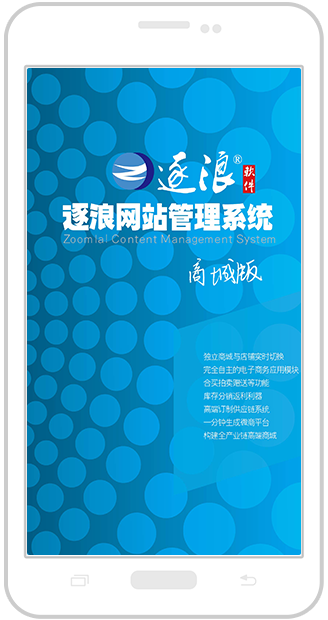 逐浪®
软件
逐浪网站管理系统
Zoomlal Content Management System
商城版
独立商城与店铺实时切换
完全自主的电子商务应用模块
合买拍卖潮送等功能
库存分销返利利器
高端订制供应链系统
一分钟生成微商平台
构建全产业链高端商城